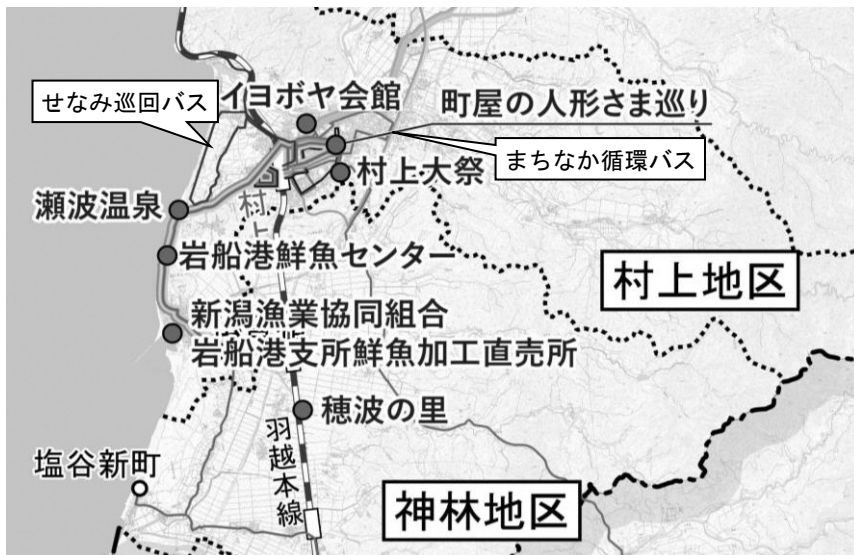 せなみ巡回バス
イヨボヤ会館
町屋の人形さま巡り
まちなか循環バス
村上大祭
瀬波温泉
村上
岩船港鮮魚センター
村上地区
新潟漁業協同組合
岩船港支所鮮魚加工直売所
穂波の里
羽越本線
塩谷新町
神林地区